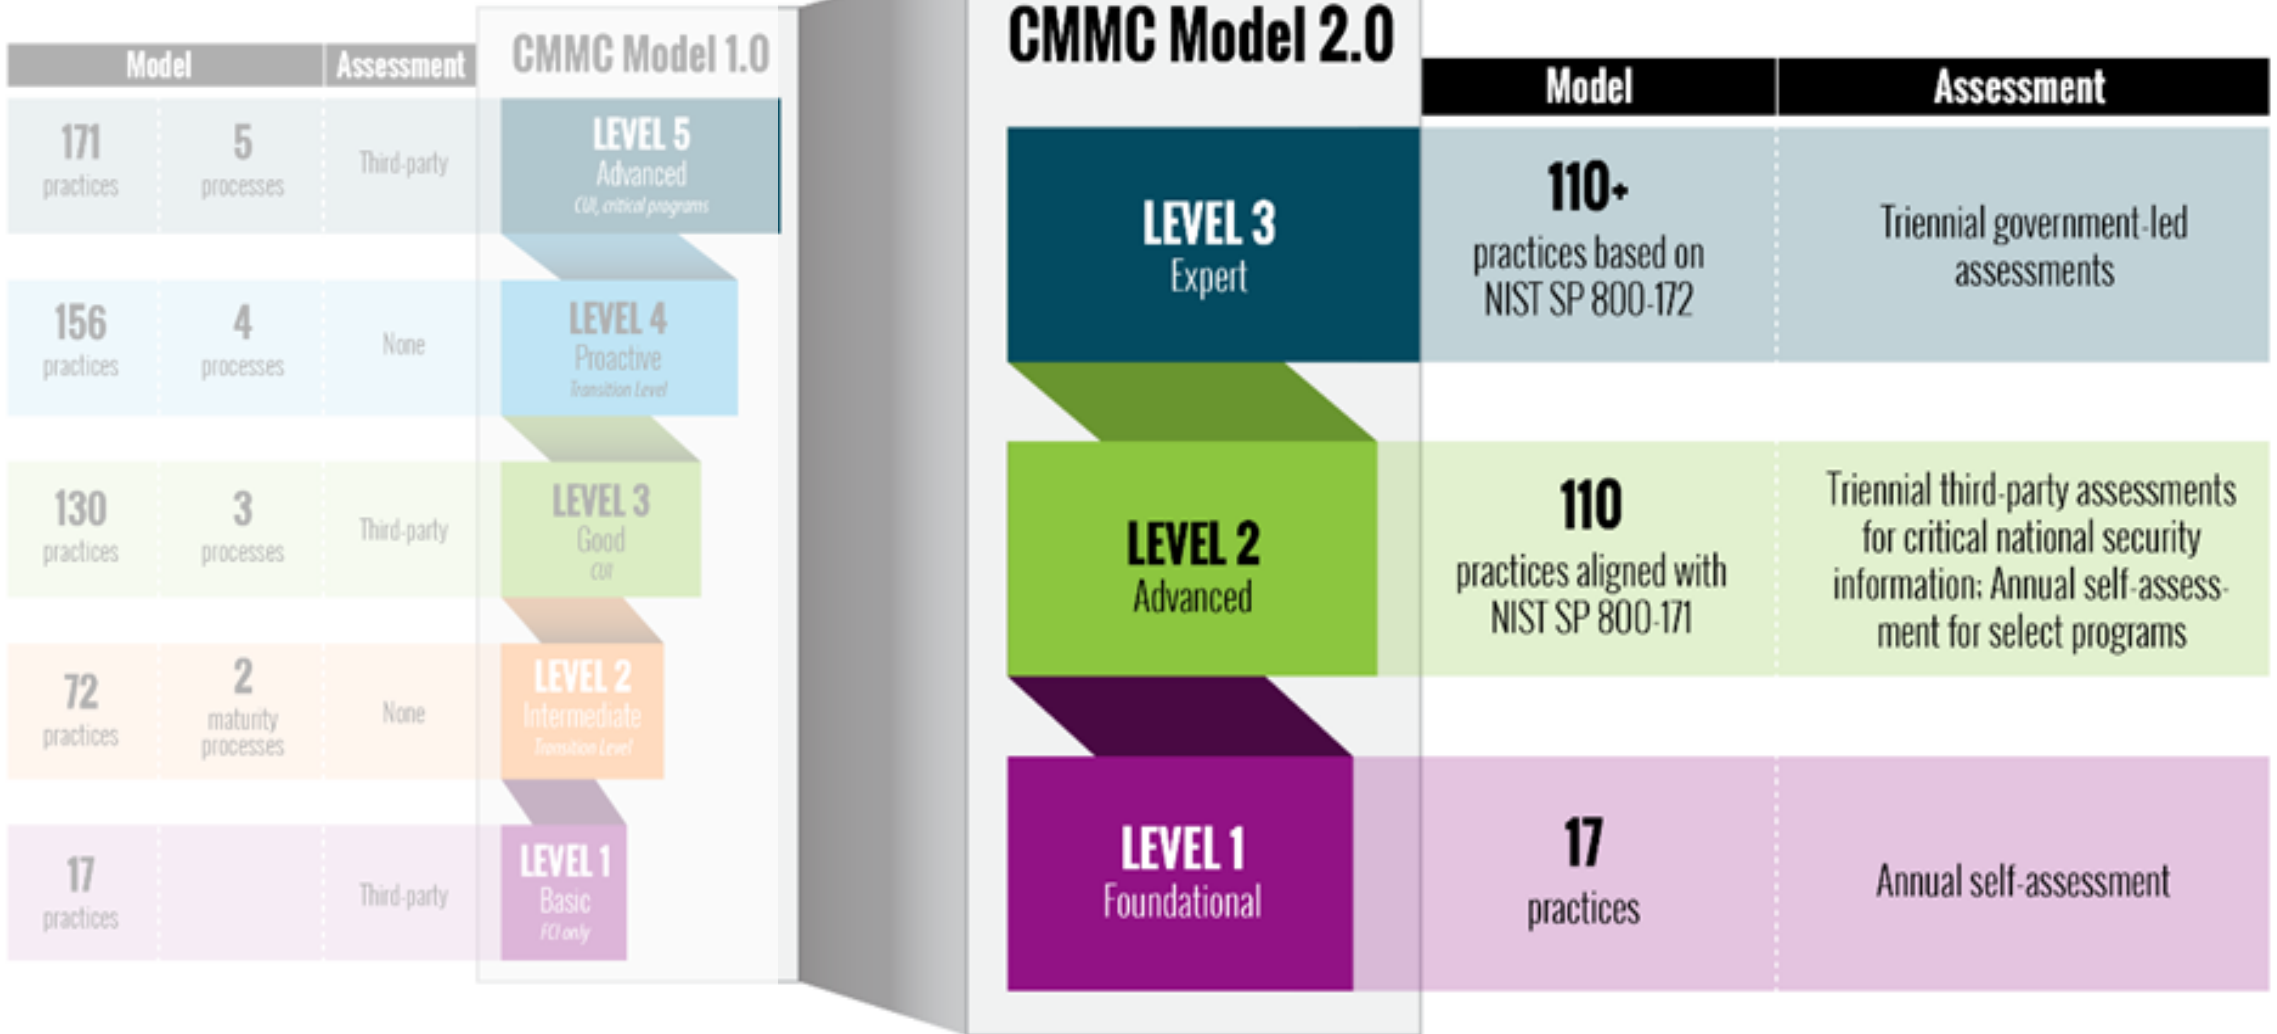 Model
Assessment
CMMC Model 1.0
171
practices
5
processes
Third-party
LEVEL 5
Advanced
CUI, critical programs
156
practices
4
processes
None
LEVEL 4
Proactive
Transition Level
130
practices
3
processes
Third-party
LEVEL 3
Good
CUI
72
practices
2
maturity
processes
None
LEVEL 2
Intermediate
Transition Level
17
practices
Third-party
LEVEL 1
Basic
FCI only
CMMC Model 2.0
Model
Assessment
LEVEL 3
Expert
110+
practices based on
NIST SP 800-172
Triennial government-led
assessments
LEVEL 2
Advanced
110
practices aligned with
NIST SP 800-171
Triennial third-party assessments
for critical national security
information; Annual self-assess-
ment for select programs
LEVEL 1
Foundational
17
practices
Annual self-assessment